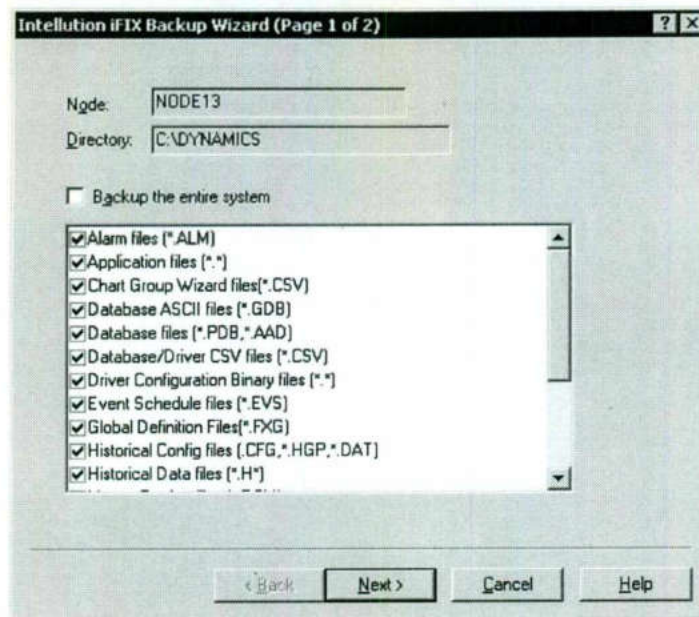 Intellution iFIX Backup Wizard (Page 1 of 2)
Node: NODE13
Directory: C:\DYNAMICS
Backup the entire system
Alarm files (*.ALM)
Application files (*.*)
Chart Group Wizard files(*.CSV)
Database ASCII files (*.GDB)
Database files (*.PDB,*.AAD)
Database/Driver CSV files (*.CSV)
Driver Configuration Binary files (*.*)
Event Schedule files (*.EVS)
Global Definition Files(*.FXG)
Historical Config files (.CFG,*.HGP,*.DAT)
Historical Data files (*.H*)
< Back Next > Cancel Help